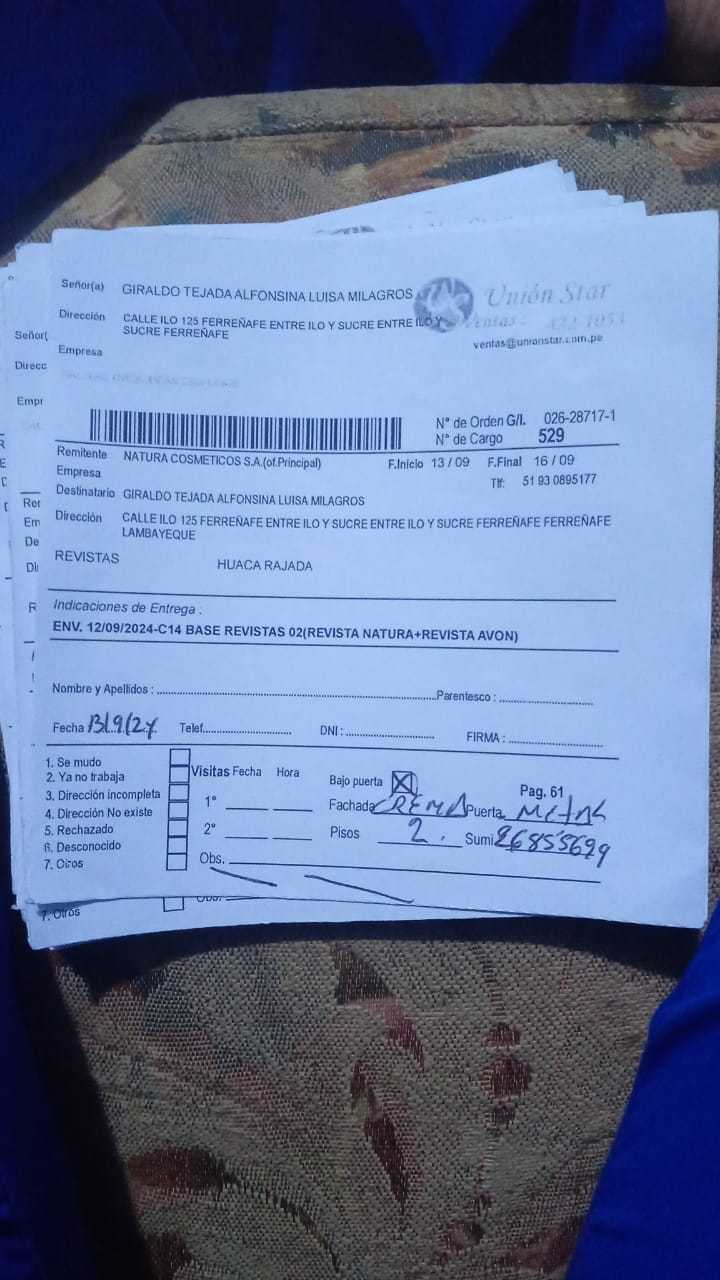 Señor(a) GIRALDO TEJADA ALFONSINA LUISA MILAGROS
Unión Star
Dirección CALLE ILO 125 FERREÑAFE ENTRE ILO Y SUCRE ENTRE ILO Y
SUCRE FERREÑAFE
ventas@unionstar.com.pe
Empresa
N° de Orden G/I. 026-28717-1
N° de Cargo 529
Remitente NATURA COSMETICOS S.A.(of.Principal) F.Inicio 13 / 09 F.Final 16 / 09
Empresa
Tlf: 51 93 0895177
Destinatario GIRALDO TEJADA ALFONSINA LUISA MILAGROS
Dirección CALLE ILO 125 FERREÑAFE ENTRE ILO Y SUCRE ENTRE ILO Y SUCRE FERREÑAFE FERREÑAFE
LAMBAYEQUE
REVISTAS HUACA RAJADA
Indicaciones de Entrega :
ENV. 12/09/2024-C14 BASE REVISTAS 02(REVISTA NATURA+REVISTA AVON)
Nombre y Apellidos : Parentesco :
Fecha 13/9/24 Telef. DNI : FIRMA :
1. Se mudo
2. Ya no trabaja
3. Dirección incompleta
4. Dirección No existe
5. Rechazado
6. Desconocido
7. Otros
Visitas Fecha Hora
1°
2°
Obs.
Bajo puerta X Pag. 61
Fachada CREMA Puerta
Pisos 2. Sumi
7. Otros